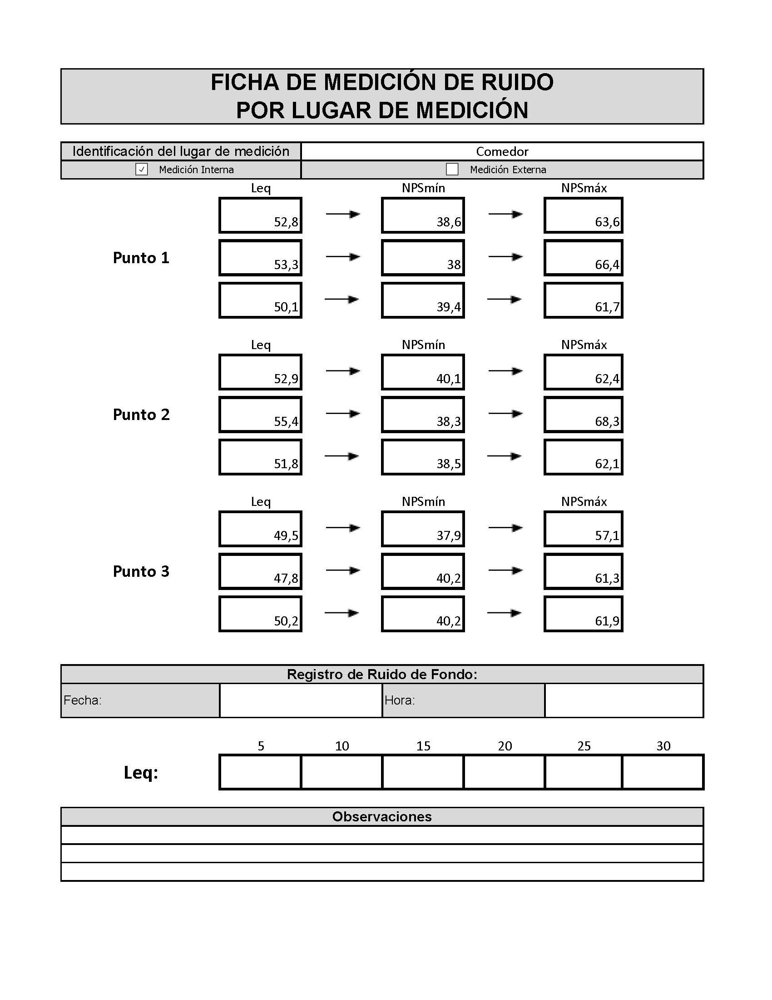 FICHA DE MEDICIÓN DE RUIDO
POR LUGAR DE MEDICIÓN
Identificación del lugar de medición Comedor
Medición Interna Medición Externa
Leq NPSmín NPSmáx
52,8 38,6 63,6
Punto 1 53,3 38 66,4
50,1 39,4 61,7
Leq NPSmín NPSmáx
52,9 40,1 62,4
Punto 2 55,4 38,3 68,3
51,8 38,5 62,1
Leq NPSmín NPSmáx
49,5 37,9 57,1
Punto 3 47,8 40,2 61,3
50,2 40,2 61,9
Registro de Ruido de Fondo:
Fecha: Hora:
5 10 15 20 25 30
Leq:
Observaciones